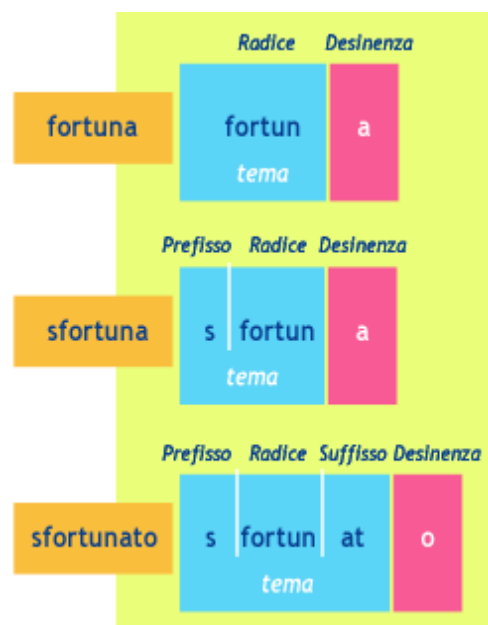 Radice Desinenza
fortuna fortun a
tema
Prefisso Radice Desinenza
sfortuna s fortun a
tema
Prefisso Radice Suffisso Desinenza
sfortunato s fortun at o
tema